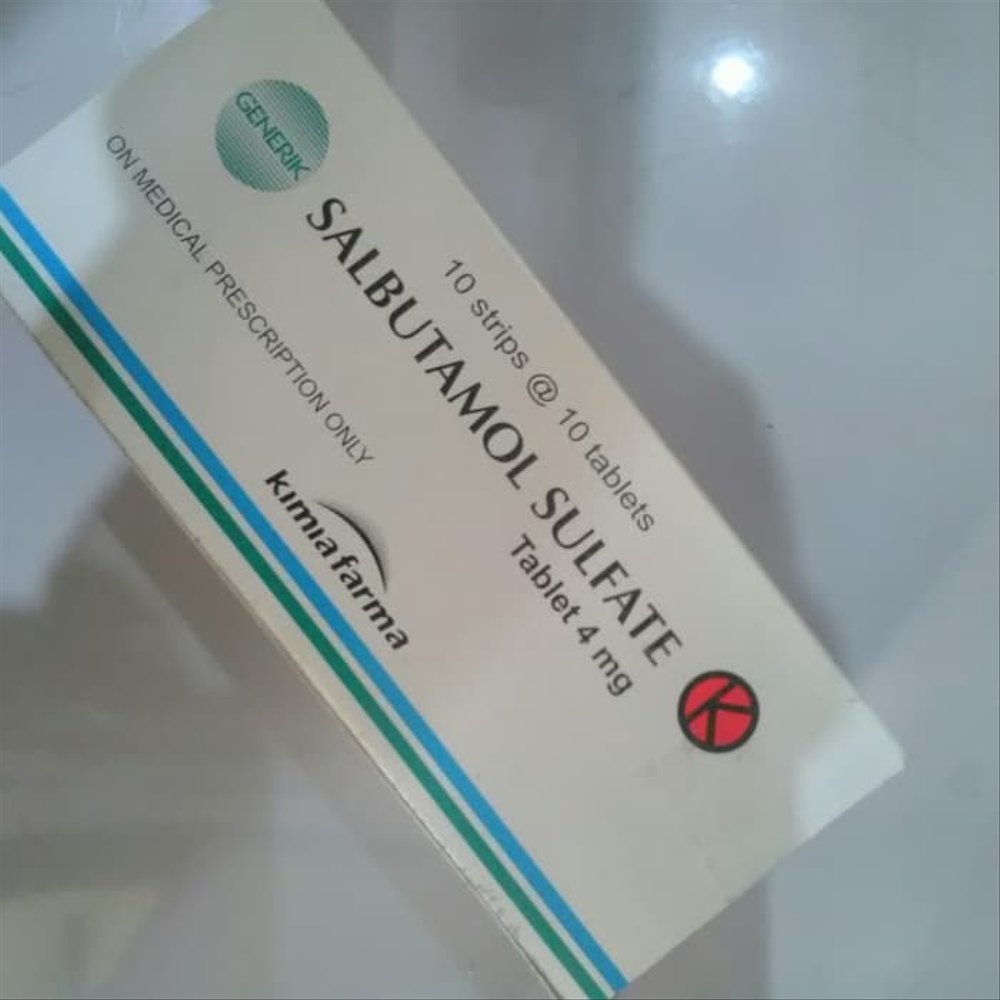 GENERIK
10 strips @ 10 tablets
SALBUTAMOL SULFATE
Tablet 4 mg
K
ON MEDICAL PRESCRIPTION ONLY
kimia farma